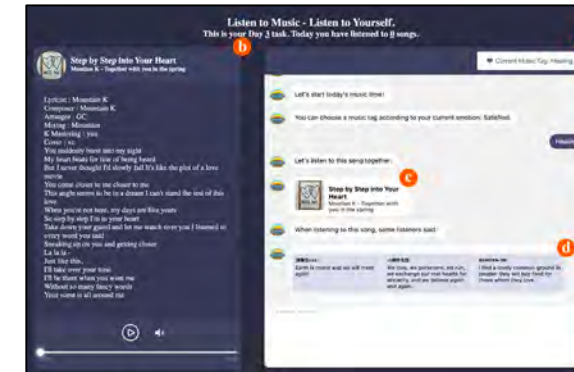 Listen to Music - Listen to Yourself.
This is your Day 3 task. Today you have listened to 0 songs.
b
Step by Step into Your Heart
Mountain K - Together with you in the spring
Current Music Tag: Healing
Lyricist : Mountain K
Composer : Mountain K
Arranger : GC
Mixing : Mountain
K Mastering : you
Cover : xc
You suddenly burst into my sight
My heart beats for fear of being heard
But I never thought I'd slowly fall It's like the plot of a love
movie
You come closer to me closer to me
This angle seems to be in a dream I can't stand the rest of this
love
When you're not here, my days are like years
So step by step I'm in your heart
Take down your guard and let me watch over you I listened to
every word you said
Sneaking up on you and getting closer
La la la -
Just like this,
I'll take over your time
I'll be there when you want me
Without so many fancy words
Your scent is all around me
Let's start today's music time!
You can choose a music tag according to your current emotion: Satisfied.
Healing
Let's listen to this song together:
c
Step by Step into Your
Heart
Mountain K - Together with
you in the spring
When listening to this song, some listeners said:
d
Earth is round and we will meet
again
We love, we persevere, we run,
we exchange our real hearts for
sincerity, and we believe again
and again.
I find a lovely common ground in
people: they will buy food for
those whom they love.